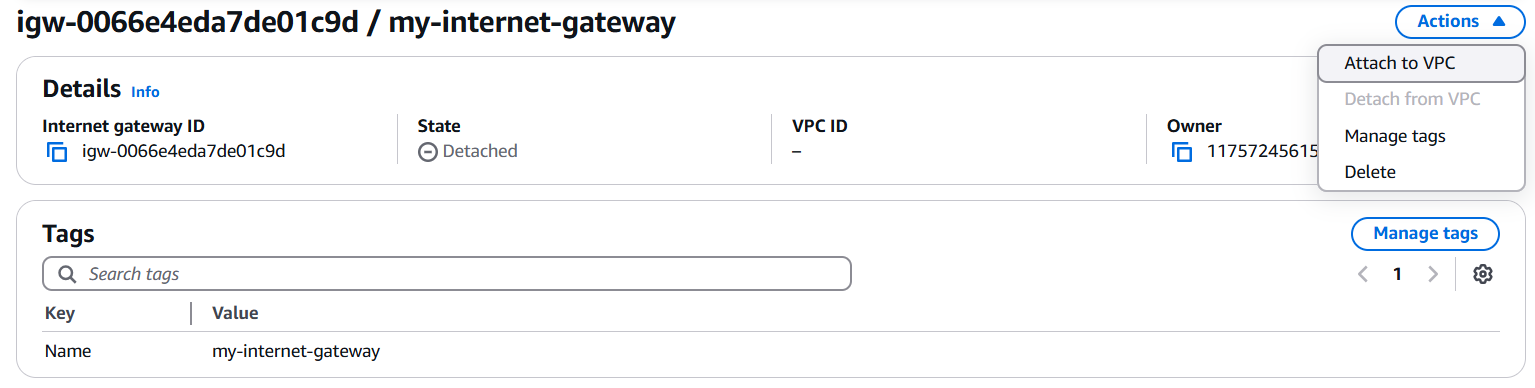 igw-0066e4eda7de01c9d / my-internet-gateway
Actions
Attach to VPC
Detach from VPC
Manage tags
Delete
Details Info
Internet gateway ID
igw-0066e4eda7de01c9d
State
Detached
VPC ID
–
Owner
11757245615
Tags
Manage tags
Search tags
1
Key Value
Name my-internet-gateway